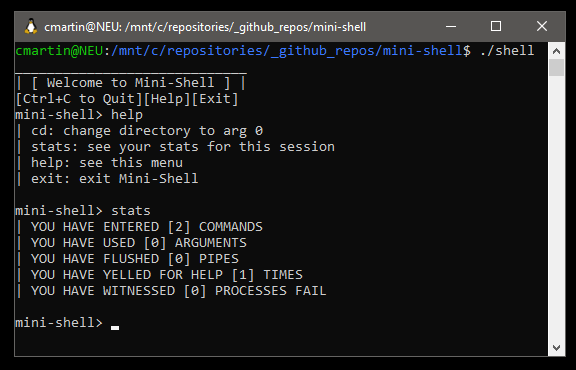 cmartin@NEU: /mnt/c/repositories/_github_repos/mini-shell
cmartin@NEU:/mnt/c/repositories/_github_repos/mini-shell$ ./shell
_____________________________
| [ Welcome to Mini-Shell ] |
[Ctrl+C to Quit][Help][Exit]
mini-shell> help
| cd: change directory to arg 0
| stats: see your stats for this session
| help: see this menu
| exit: exit Mini-Shell
mini-shell> stats
| YOU HAVE ENTERED [2] COMMANDS
| YOU HAVE USED [0] ARGUMENTS
| YOU HAVE FLUSHED [0] PIPES
| YOU HAVE YELLED FOR HELP [1] TIMES
| YOU HAVE WITNESSED [0] PROCESSES FAIL
mini-shell>